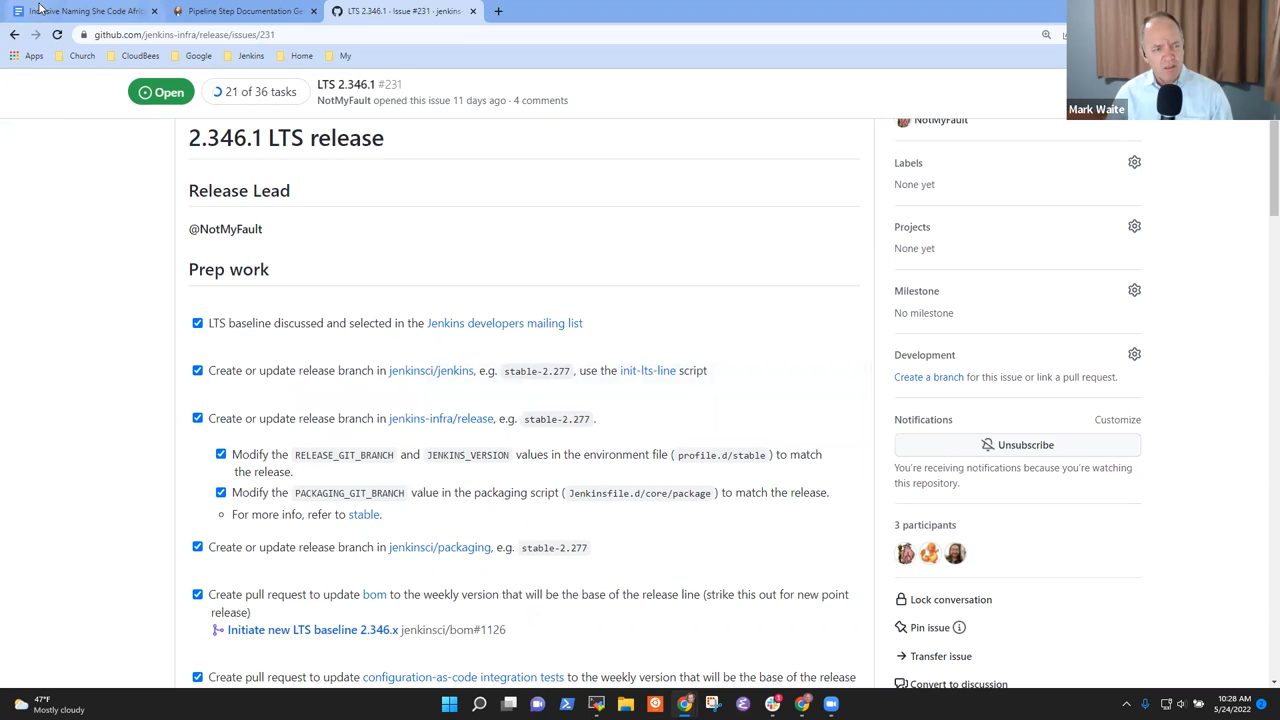 Inclusive Naming She Code Afric
Pipeline Step Documentation Ge
LTS 2.346.1 · Issue #231 · jenkins-
github.com/jenkins-infra/release/issues/231
Apps Church CloudBees Google Jenkins Home My
Open
21 of 36 tasks
LTS 2.346.1 #231
NotMyFault opened this issue 11 days ago · 4 comments
Mark Waite
2.346.1 LTS release
Release Lead
@NotMyFault
Prep work
LTS baseline discussed and selected in the Jenkins developers mailing list
Create or update release branch in jenkinsci/jenkins, e.g. stable-2.277, use the init-lts-line script
Create or update release branch in jenkins-infra/release, e.g. stable-2.277.
Modify the RELEASE_GIT_BRANCH and JENKINS_VERSION values in the environment file ( profile.d/stable ) to match
the release.
Modify the PACKAGING_GIT_BRANCH value in the packaging script ( Jenkinsfile.d/core/package ) to match the release.
For more info, refer to stable.
Create or update release branch in jenkinsci/packaging, e.g. stable-2.277
Create pull request to update bom to the weekly version that will be the base of the release line (strike this out for new point
release)
Initiate new LTS baseline 2.346.x jenkinsci/bom#1126
Create pull request to update configuration-as-code integration tests to the weekly version that will be the base of the release
NotMyFault
Labels
None yet
Projects
None yet
Milestone
No milestone
Development
Create a branch for this issue or link a pull request.
Notifications Customize
Unsubscribe
You're receiving notifications because you're watching
this repository.
3 participants
Lock conversation
Pin issue
Transfer issue
Convert to discussion
47°F
Mostly cloudy
10:28 AM
5/24/2022